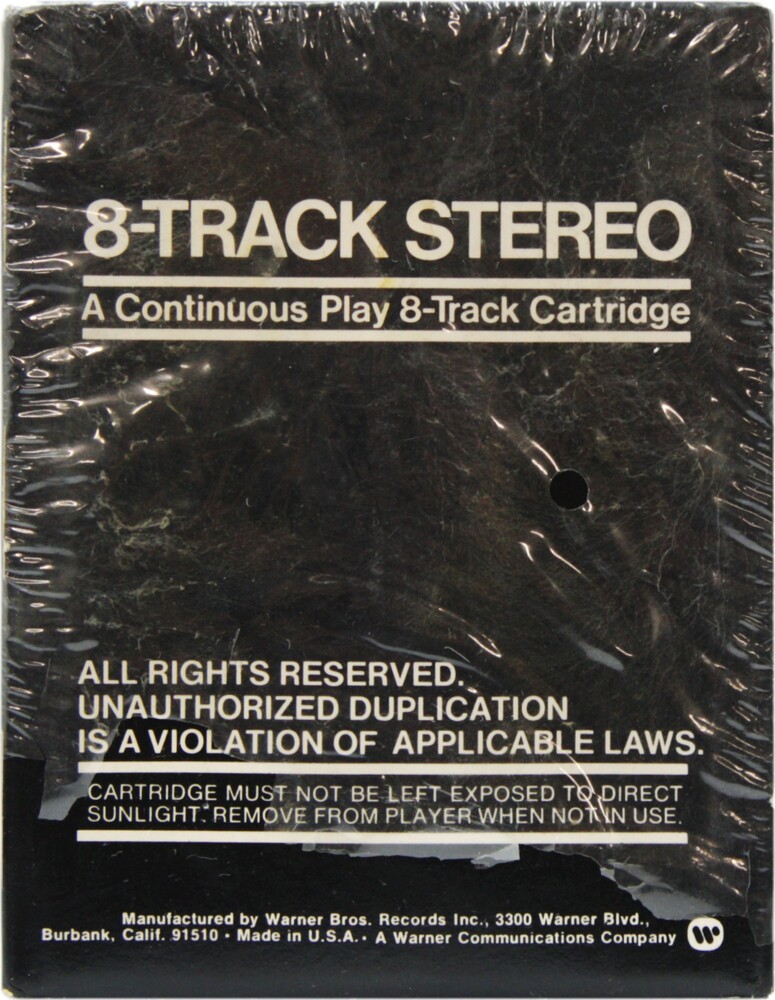 8-TRACK STEREO
A Continuous Play 8-Track Cartridge
ALL RIGHTS RESERVED.
UNAUTHORIZED DUPLICATION
IS A VIOLATION OF APPLICABLE LAWS.
CARTRIDGE MUST NOT BE LEFT EXPOSED TO DIRECT
SUNLIGHT. REMOVE FROM PLAYER WHEN NOT IN USE.
Manufactured by Warner Bros. Records Inc., 3300 Warner Blvd.,
Burbank, Calif. 91510 • Made in U.S.A. • A Warner Communications Company